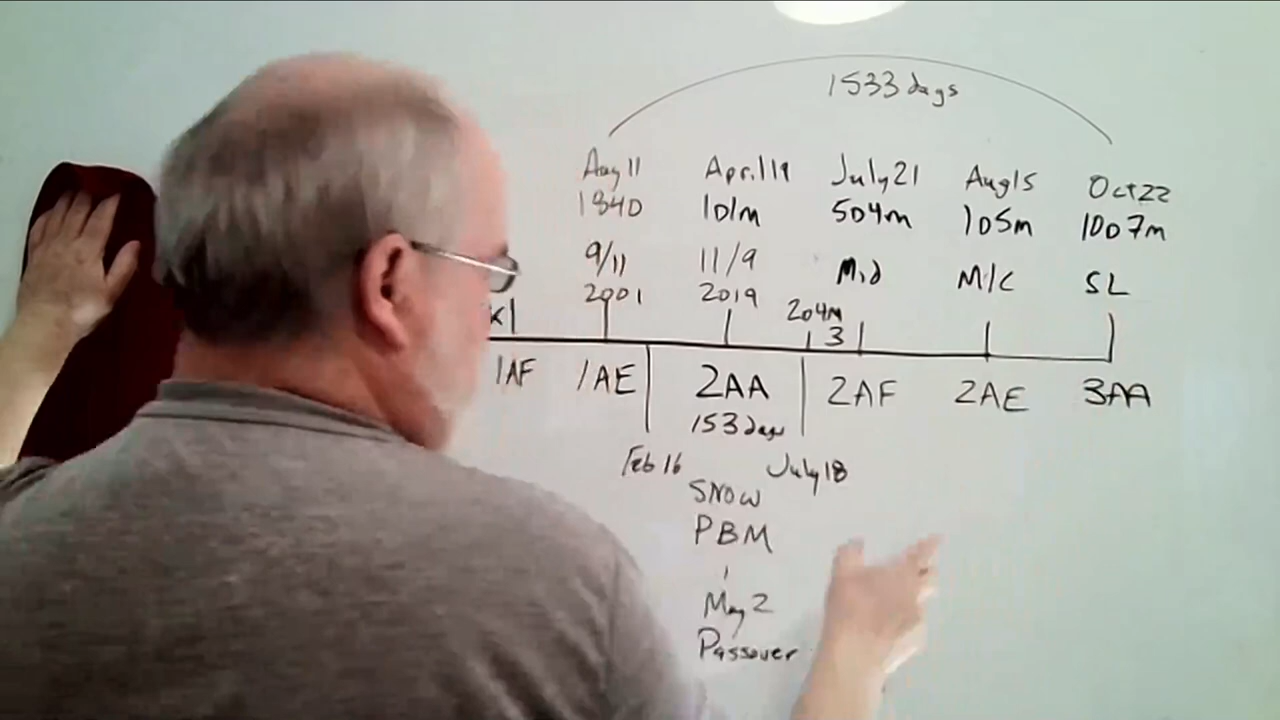 1533 days
Aug 11 April 19 July 21 Aug 15 Oct 22
1840 101m 504m 105m 1007m
9/11 11/9 Mid M/C SL
2001 2019
204m
3
1AF 1AE 2AA 2AF 2AE 3AA
153 days
Feb 16 July 18
SNOW
PBM
May 2
Passover